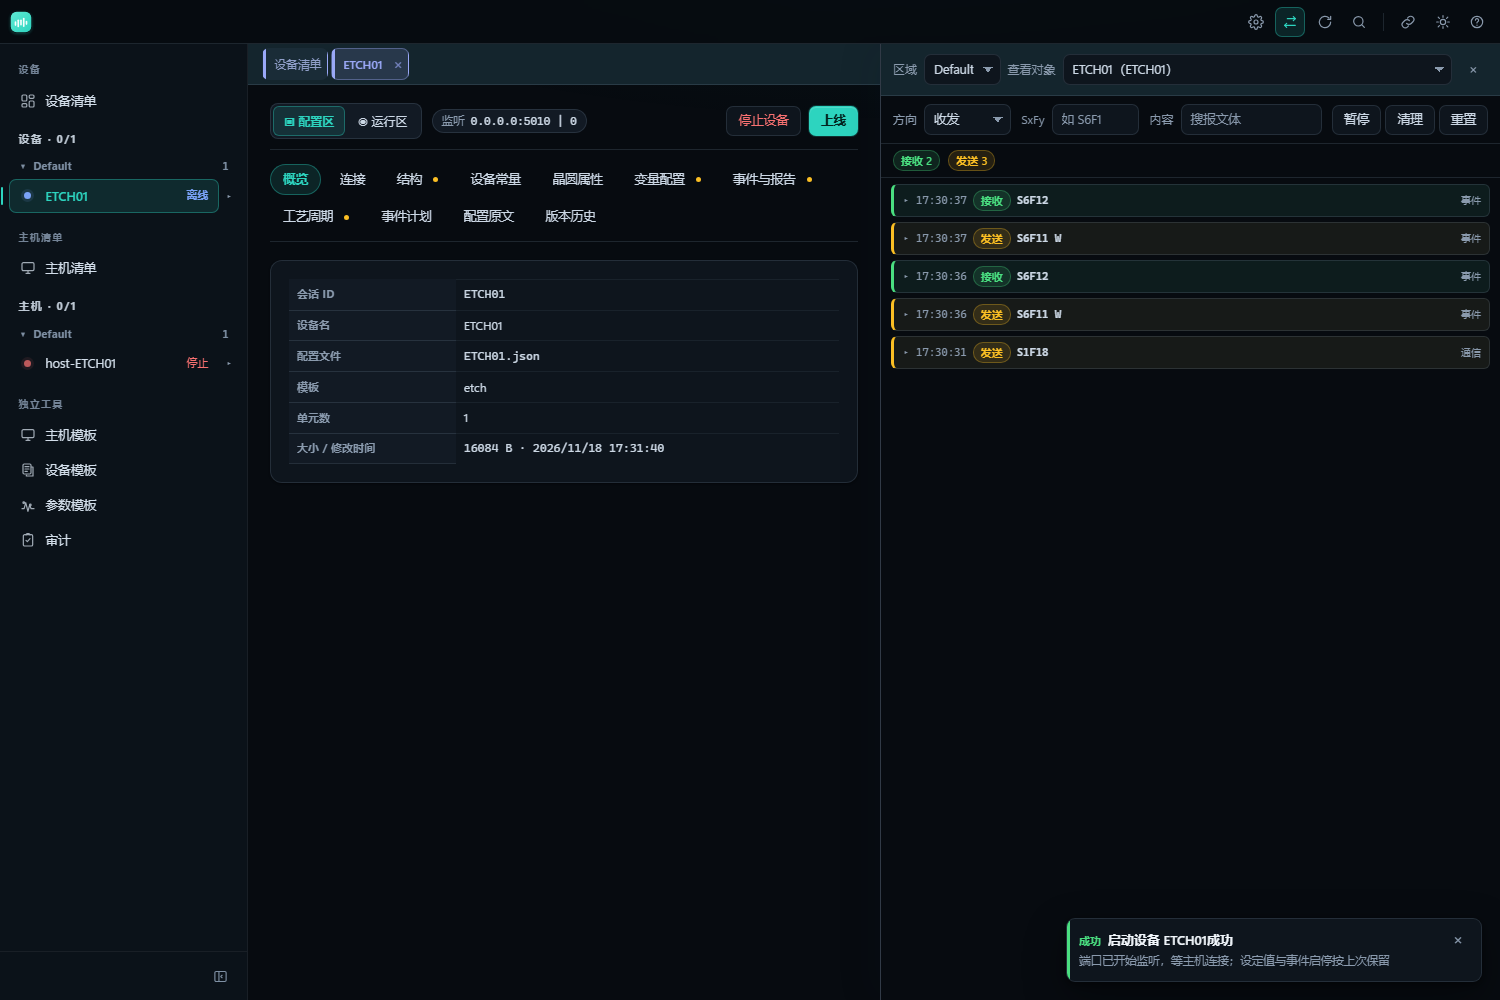 设备
设备清单
设备 · 0/1
Default 1
ETCH01 离线
主机清单
主机清单
主机 · 0/1
Default 1
host-ETCH01 停止
独立工具
主机模板
设备模板
参数模板
审计
设备清单 ETCH01 ×
配置区 运行区 监听 0.0.0.0:5010 | 0 停止设备 上线
概览 连接 结构 设备常量 晶圆属性 变量配置 事件与报告
工艺周期 事件计划 配置原文 版本历史
会话 ID ETCH01
设备名 ETCH01
配置文件 ETCH01.json
模板 etch
单元数 1
大小 / 修改时间 16084 B · 2026/11/18 17:31:40
区域 Default 查看对象 ETCH01 (ETCH01) ×
方向 收发 SxFy 如 S6F1 内容 搜报文体 暂停 清理 重置
接收 2 发送 3
17:30:37 接收 S6F12 事件
17:30:37 发送 S6F11 W 事件
17:30:36 接收 S6F12 事件
17:30:36 发送 S6F11 W 事件
17:30:31 发送 S1F18 通信
成功 启动设备 ETCH01成功 ×
端口已开始监听，等主机连接；设定值与事件启停按上次保留